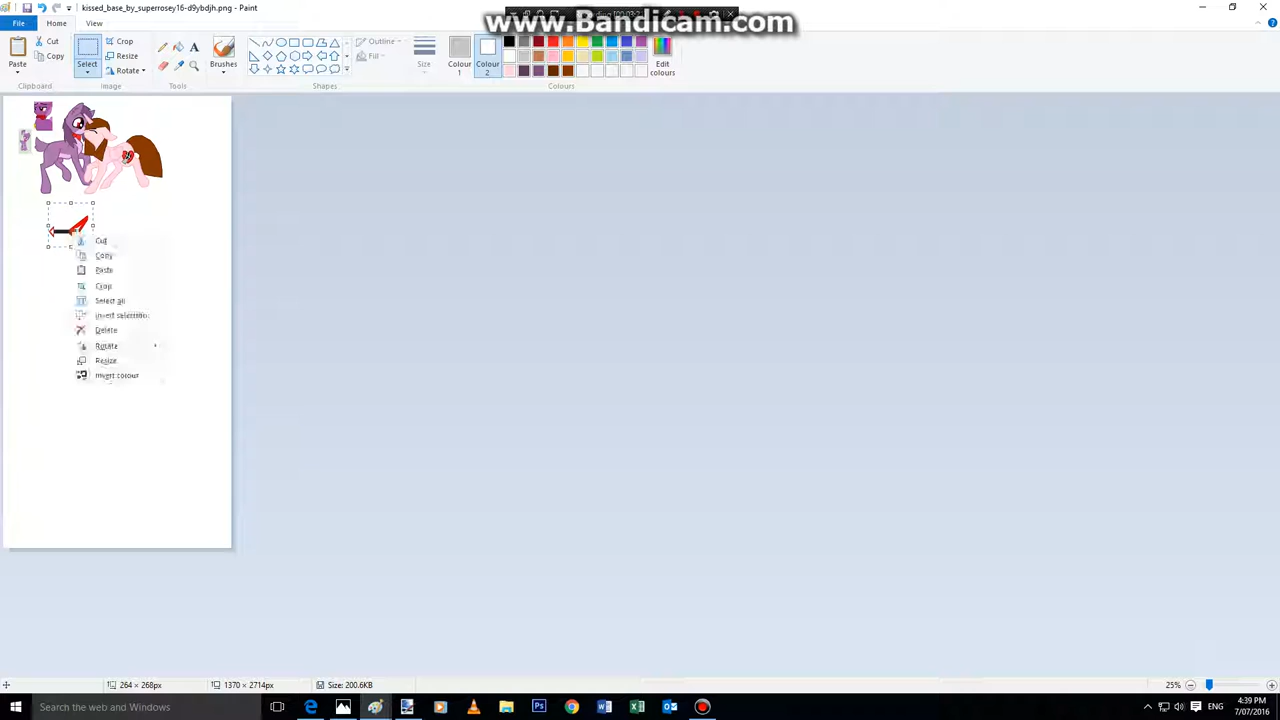 kissed_base_by_superrosey16-d9ybdjh.png - Paint
www.Bandicam.com
File
Home
View
Paste
Cut
Copy
Clipboard
Select
Crop
Resize
Rotate
Image
Tools
Brushes
Shapes
Outline
Fill
Size
Colour 1
Colour 2
Edit colours
Colours
Cut
Copy
Paste
Crop
Select all
Invert selection
Delete
Rotate
Resize
Invert colour
264 × 268px
1370 × 2714px
Size: 200.6KB
25%
Search the web and Windows
ENG
4:39 PM
7/07/2016